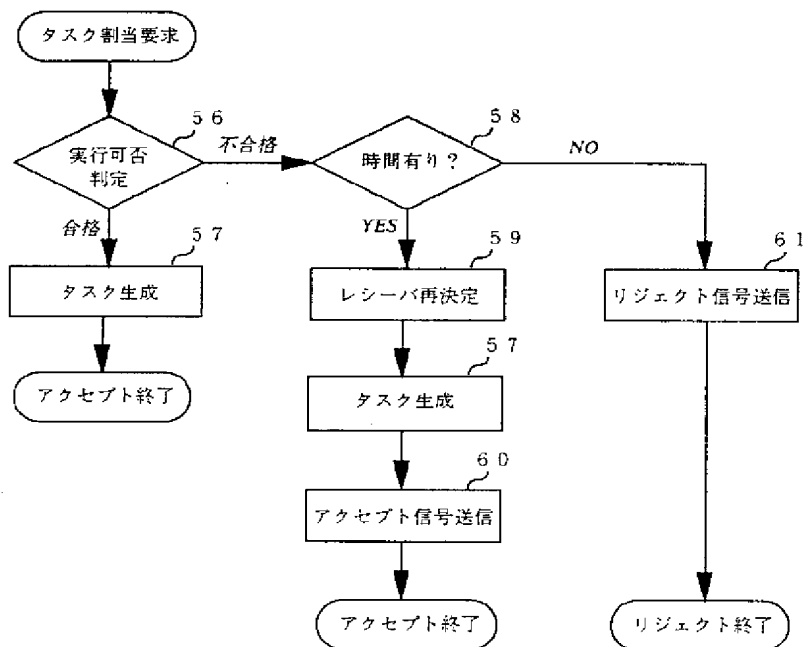 タスク割当要求
56
実行可否
判定
不合格
58
時間有り?
NO
合格
57
タスク生成
アクセプト終了
YES
59
レシーバ再決定
57
タスク生成
60
アクセプト信号送信
アクセプト終了
61
リジェクト信号送信
リジェクト終了